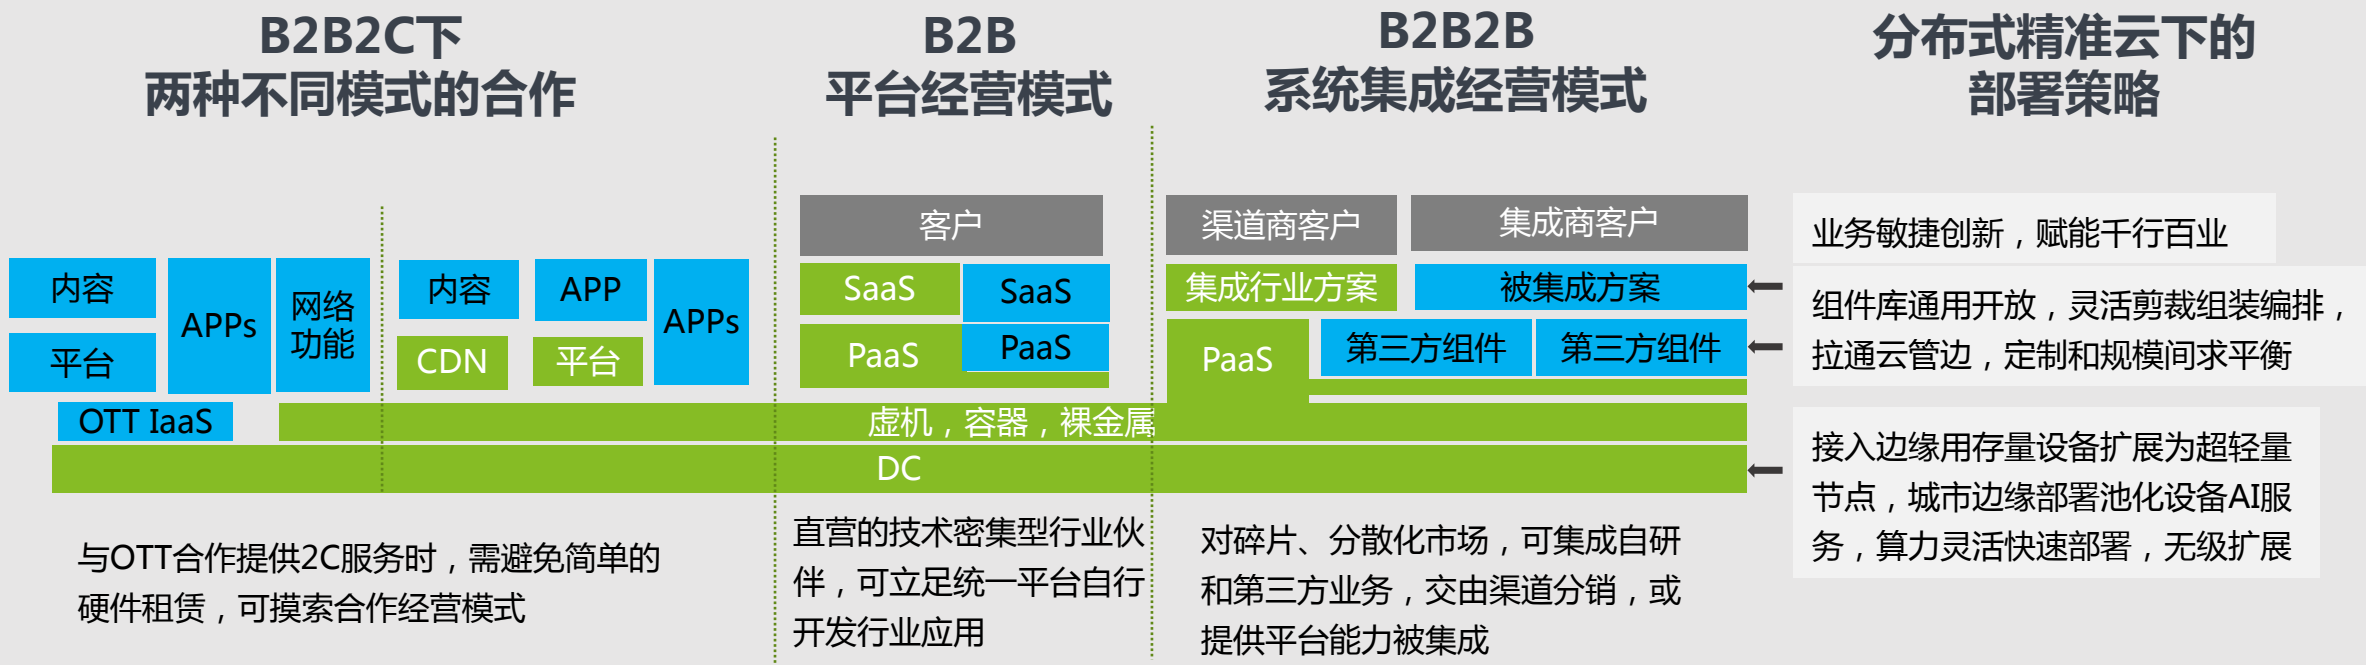 B2B2C下
两种不同模式的合作
B2B
平台经营模式
B2B2B
系统集成经营模式
分布式精准云下的
部署策略
内容
平台
APPs
网络
功能
OTT IaaS
内容
APP
APPs
CDN
平台
客户
SaaS
SaaS
PaaS
PaaS
渠道商客户
集成商客户
集成行业方案
被集成方案
PaaS
第三方组件
第三方组件
虚机，容器，裸金属
DC
业务敏捷创新，赋能千行百业
组件库通用开放，灵活剪裁组装编排，
拉通云管边，定制和规模间求平衡
接入边缘用存量设备扩展为超轻量
节点，城市边缘部署池化设备AI服
务，算力灵活快速部署，无级扩展
与OTT合作提供2C服务时，需避免简单的
硬件租赁，可摸索合作经营模式
直营的技术密集型行业伙
伴，可立足统一平台自行
开发行业应用
对碎片、分散化市场，可集成自研
和第三方业务，交由渠道分销，或
提供平台能力被集成